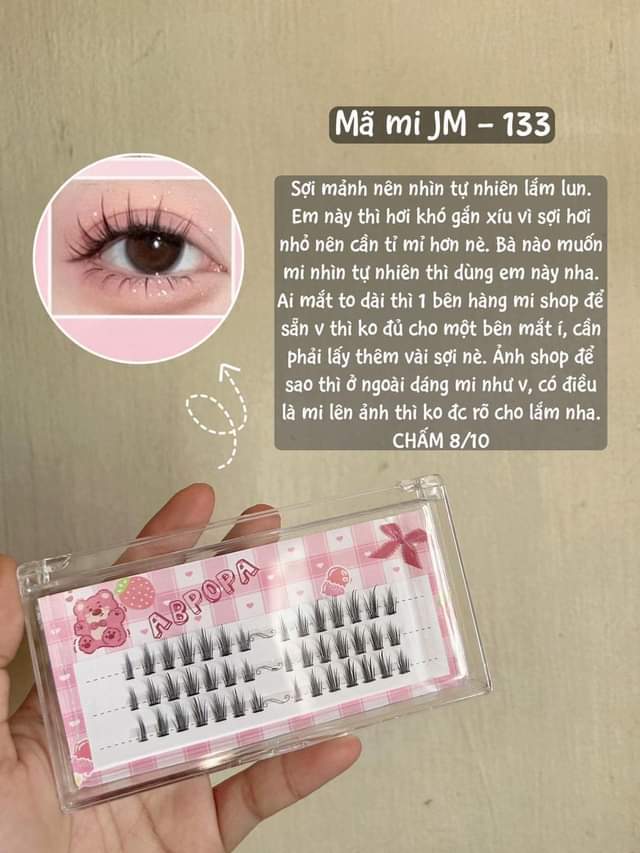 Mã mi JM - 133
Sợi mảnh nên nhìn tự nhiên lắm lun.
Em này thì hơi khó gắn xíu vì sợi hơi
nhỏ nên cần tỉ mỉ hơn nè. Bà nào muốn
mi nhìn tự nhiên thì dùng em này nha.
Ai mắt to dài thì 1 bên hàng mi shop để
sẵn v thì ko đủ cho một bên mắt í, cần
phải lấy thêm vài sợi nè. Ảnh shop để
sao thì ở ngoài dáng mi như v, có điều
là mi lên ảnh thì ko đc rõ cho lắm nha.
CHẤM 8/10
ABPOPA